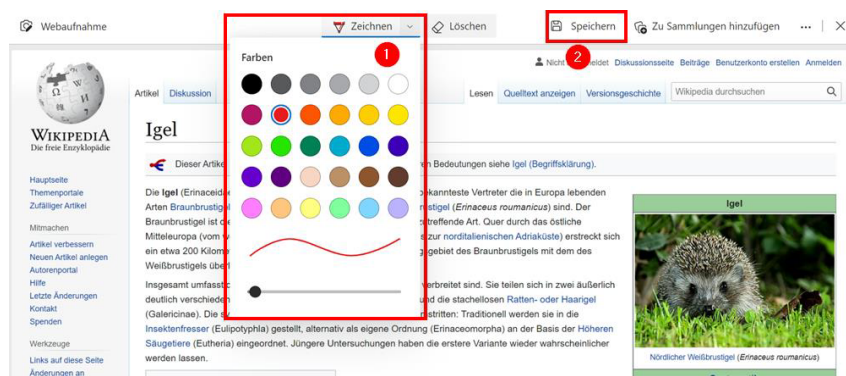 Webaufnahme
Zeichnen
Löschen
Speichern
Zu Sammlungen hinzufügen
...
1
2
Farben
Nicht Diskussionsseite Beiträge Benutzerkonto erstellen Anmelden
Artikel Diskussion
Lesen Quelltext anzeigen Versionsgeschichte
Wikipedia durchsuchen
WIKIPEDIA
Die freie Enzyklopädie
Hauptseite
Themenportale
Zufälliger Artikel
Mitmachen
Artikel verbessern
Neuen Artikel anlegen
Autorenportal
Hilfe
Letzte Änderungen
Kontakt
Spenden
Werkzeuge
Links auf diese Seite
Änderungen an
Igel
Dieser Artike en Bedeutungen siehe Igel (Begriffsklärung).
Die Igel (Erinaceida ekannteste Vertreter die in Europa lebenden
Arten Braunbrustigel stigel (Erinaceus roumanicus) sind. Der
Braunbrustigel ist di treffende Art. Quer durch das östliche
Mitteleuropa (vom w s zur norditalienischen Adriaküste) erstreckt sich
ein etwa 200 Kilom gsgebiet des Braunbrustigels mit dem des
Weißbrustigels über
Insgesamt umfasst d verbreitet sind. Sie teilen sich in zwei äußerlich
deutlich verschieden und die stachellosen Ratten- oder Haarigel
(Galericinae). Die sy stritten: Traditionell werden sie in die
Insektenfresser (Eulipotyphla) gestellt, alternativ als eigene Ordnung (Erinaceomorpha) an der Basis der Höheren
Säugetiere (Eutheria) eingeordnet. Jüngere Untersuchungen haben die erstere Variante wieder wahrscheinlicher
werden lassen.
Igel
Nördlicher Weißbrustigel (Erinaceus roumanicus)